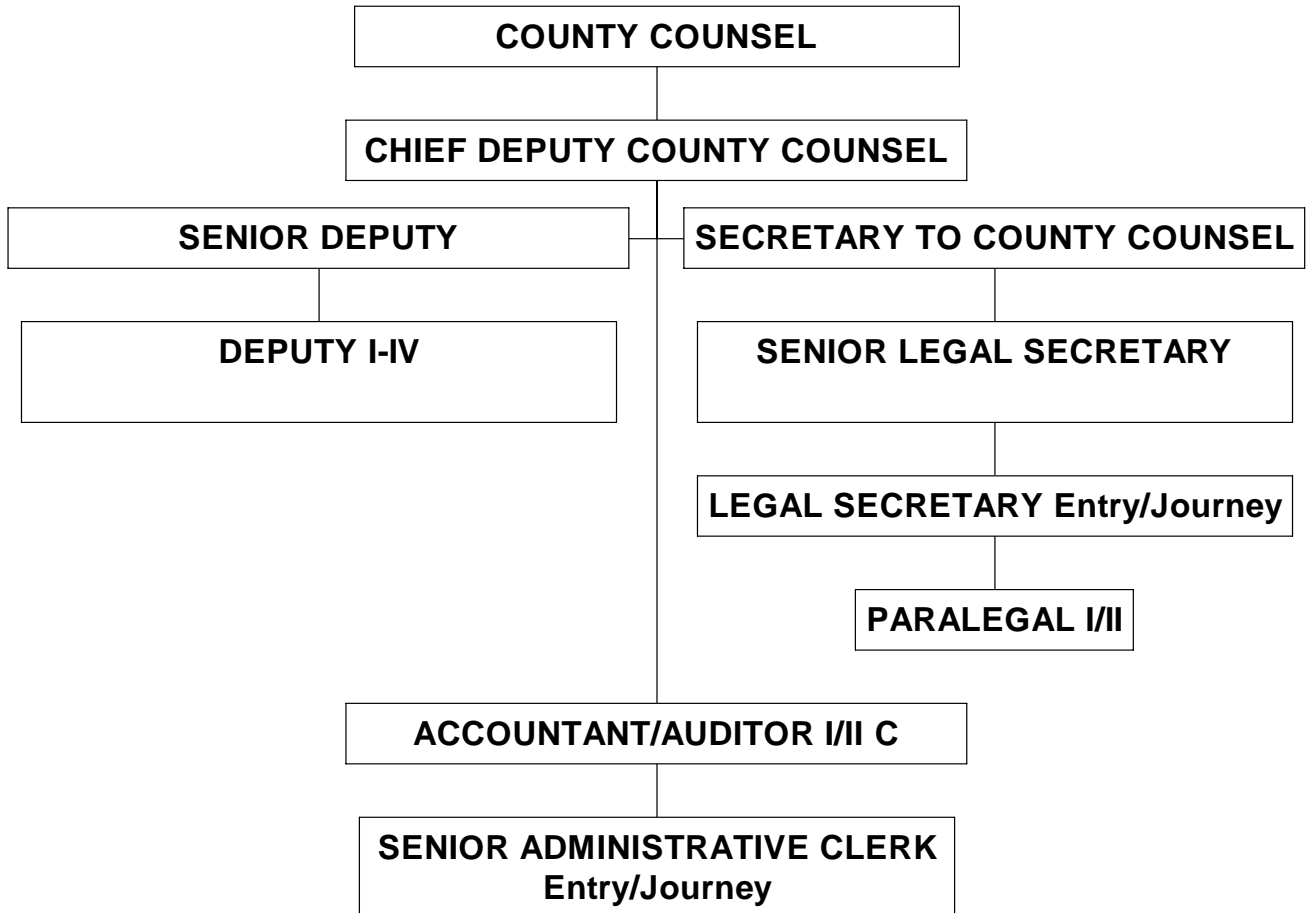 COUNTY COUNSEL
CHIEF DEPUTY COUNTY COUNSEL
SENIOR DEPUTY
SECRETARY TO COUNTY COUNSEL
DEPUTY I-IV
SENIOR LEGAL SECRETARY
LEGAL SECRETARY Entry/Journey
PARALEGAL I/II
ACCOUNTANT/AUDITOR I/II C
SENIOR ADMINISTRATIVE CLERK
Entry/Journey